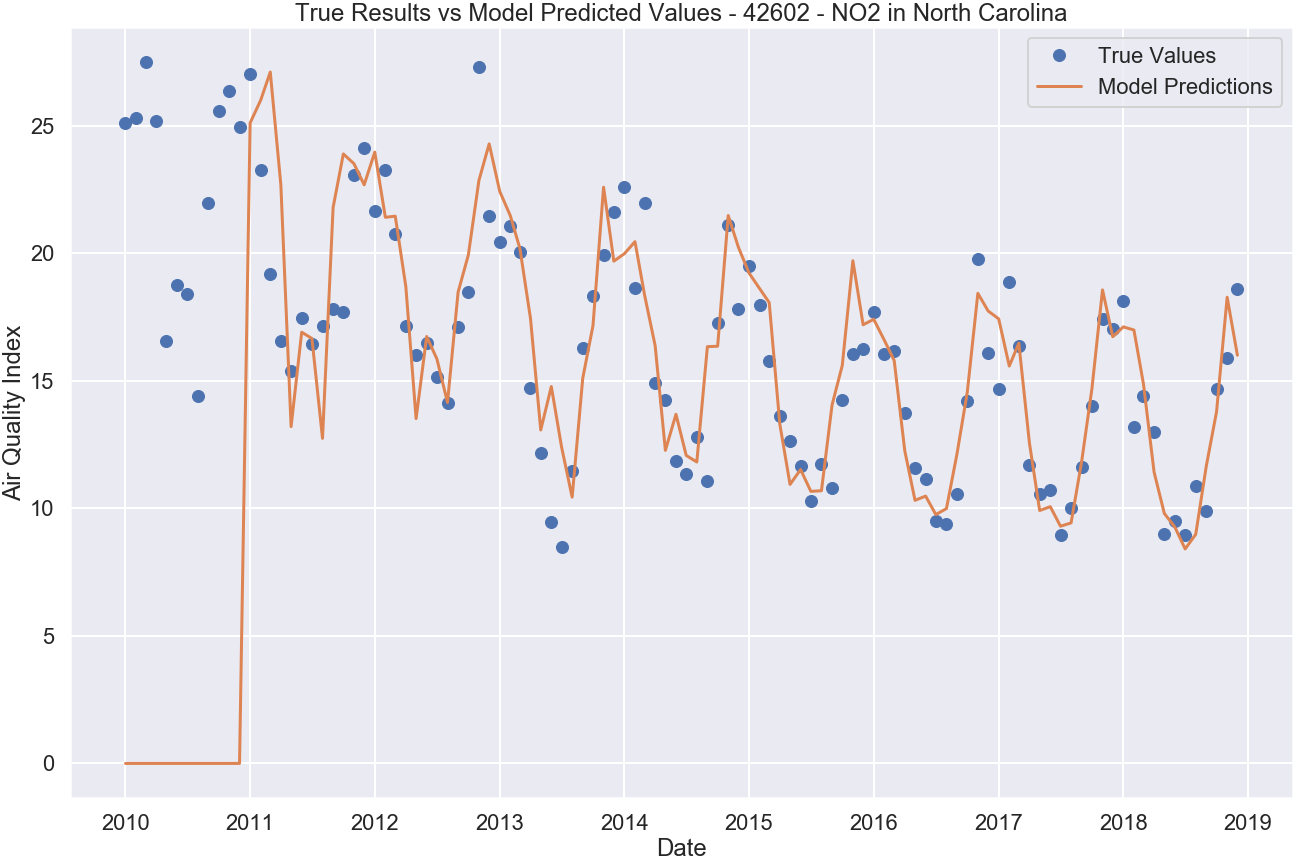 True Results vs Model Predicted Values - 42602 - NO2 in North Carolina
True Values
Model Predictions
Air Quality Index
25
20
15
10
5
0
2010 2011 2012 2013 2014 2015 2016 2017 2018 2019
Date